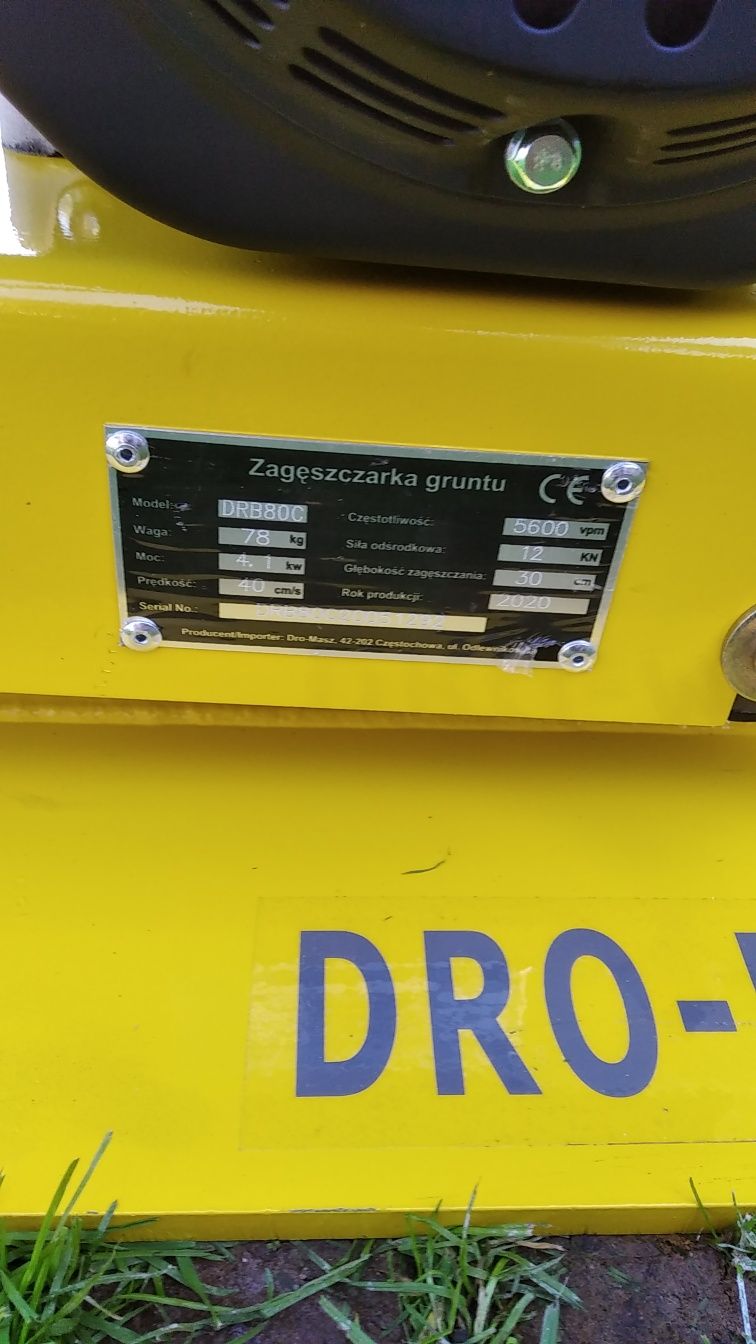 Zagęszczarka gruntu CE
Model: DRB80C
Waga: 78 kg
Moc: 4.1 kw
Prędkość: 40 cm/s
Częstotliwość: 5600 vpm
Siła odsrodkowa: 12 KN
Głębokość zagęszczania: 30 cm
Rok produkcji: 2020
Serial No.:
Producent/Importer: Dro-Masz, 42-202 Częstochowa, ul.
DRO-